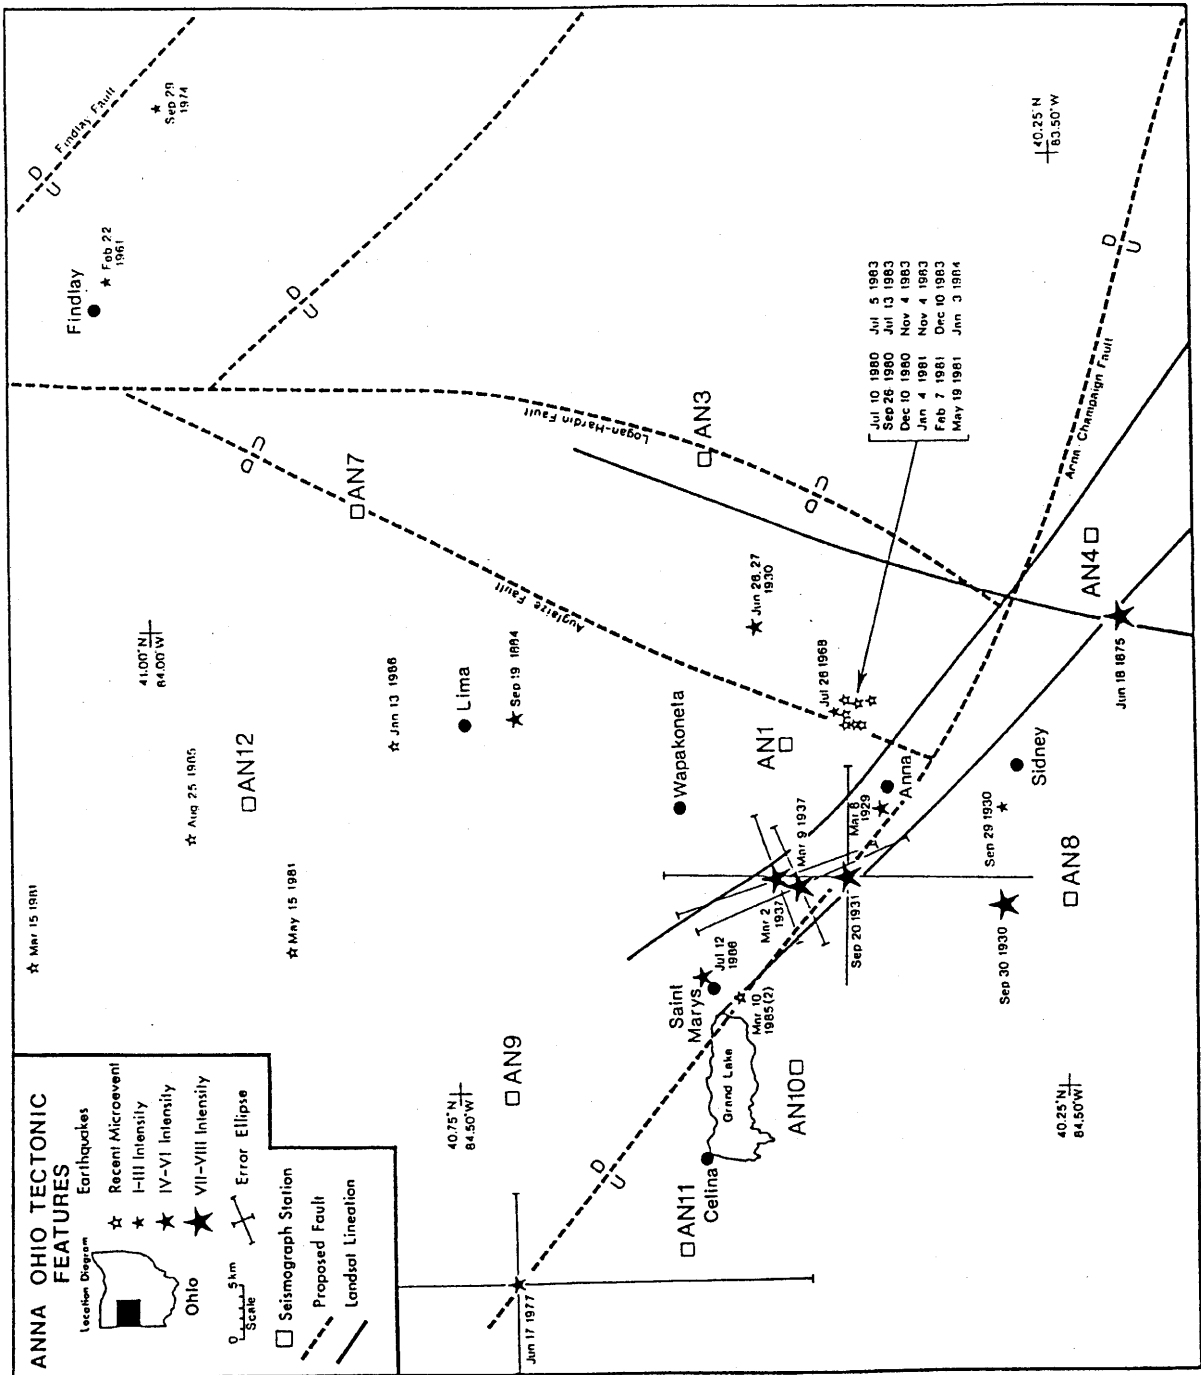 ANNA OHIO TECTONIC
FEATURES
Location Diagram
Ohio
0 5 km
Scale
Earthquakes
Recent Microevent
I-III Intensity
IV-VI Intensity
VII-VIII Intensity
Error Ellipse
Seismograph Station
Proposed Fault
Landsat Lineation
Mar 15 1981
Aug 25 1985
May 15 1981
41.00°N
84.00°W
AN12
Jan 13 1986
Lima
Sep 19 1884
Findlay
Feb 22
1961
Sep 29
1974
Findlay Fault
D
U
D
U
U
D
AN7
Auglaize Fault
Logan-Hardin Fault
AN3
U
D
40.75°N
84.50°W
AN9
Jun 17 1977
D
U
AN11
Celina
Grand Lake
Saint
Marys
Jul 12
1986
Mar 10
1985(2)
AN10
Wapakoneta
AN1
Jun 26,27
1930
Jul 26 1968
Mar 2
1937
Mar 9 1937
Mar 8
1929
Anna
Sep 20 1931
Jul 10 1980 Jul 5 1983
Sep 26 1980 Jul 13 1983
Dec 10 1980 Nov 4 1983
Jan 4 1981 Nov 4 1983
Feb 7 1981 Dec 10 1983
May 19 1981 Jan 3 1984
Sep 30 1930
Sep 29 1930
Sidney
AN8
AN4
Jun 18 1875
Anna-Champaign Fault
D
U
40.25°N
84.50°W
40.25°N
83.50°W